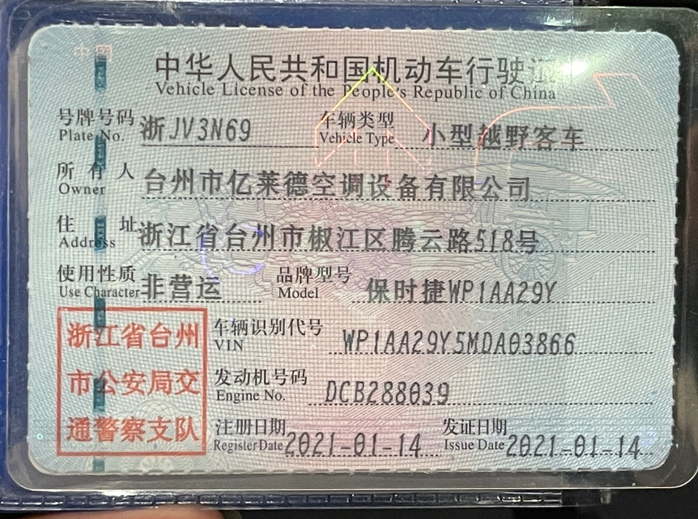 中国
中华人民共和国机动车行驶证
Vehicle License of the People's Republic of China
号牌号码 浙JV3N69 车辆类型 小型越野客车
Plate No. Vehicle Type
所有人 台州市亿莱德空调设备有限公司
Owner
住址 浙江省台州市椒江区腾云路518号
Address
使用性质 非营运 品牌型号 保时捷WP1AA29Y
Use Character Model
浙江省台州
市公安局交
通警察支队
车辆识别代号 WP1AA29Y5MDA03866
VIN
发动机号码 DCB288039
Engine No.
注册日期 2021-01-14 发证日期 2021-01-14
Register Date Issue Date